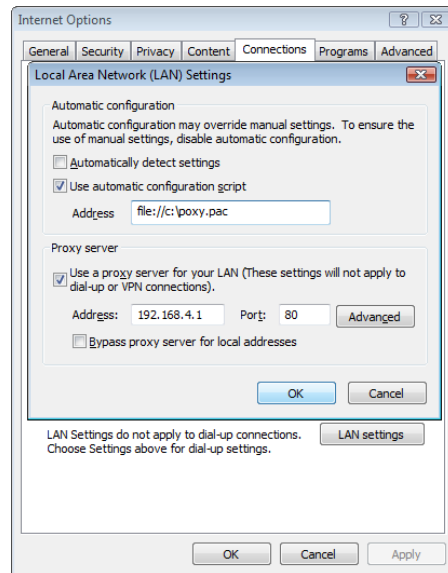 Internet Options
General Security Privacy Content Connections Programs Advanced
Local Area Network (LAN) Settings
Automatic configuration
Automatic configuration may override manual settings. To ensure the
use of manual settings, disable automatic configuration.
Automatically detect settings
Use automatic configuration script
Address file://c:\poxy.pac
Proxy server
Use a proxy server for your LAN (These settings will not apply to
dial-up or VPN connections).
Address: 192.168.4.1 Port: 80 Advanced
Bypass proxy server for local addresses
OK Cancel
LAN Settings do not apply to dial-up connections. LAN settings
Choose Settings above for dial-up settings.
OK Cancel Apply